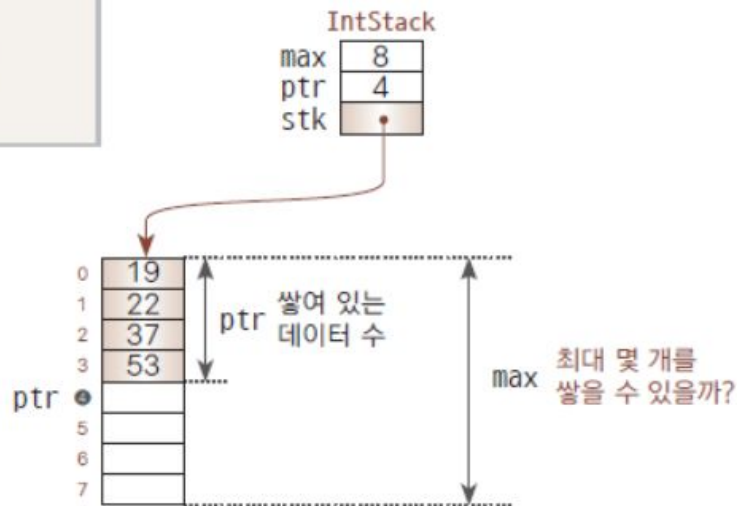 IntStack
max 8
ptr 4
stk
0 19
1 22
2 37
3 53
ptr 4
5
6
7
ptr 쌓여 있는
데이터 수
max 최대 몇 개를
쌓을 수 있을까?